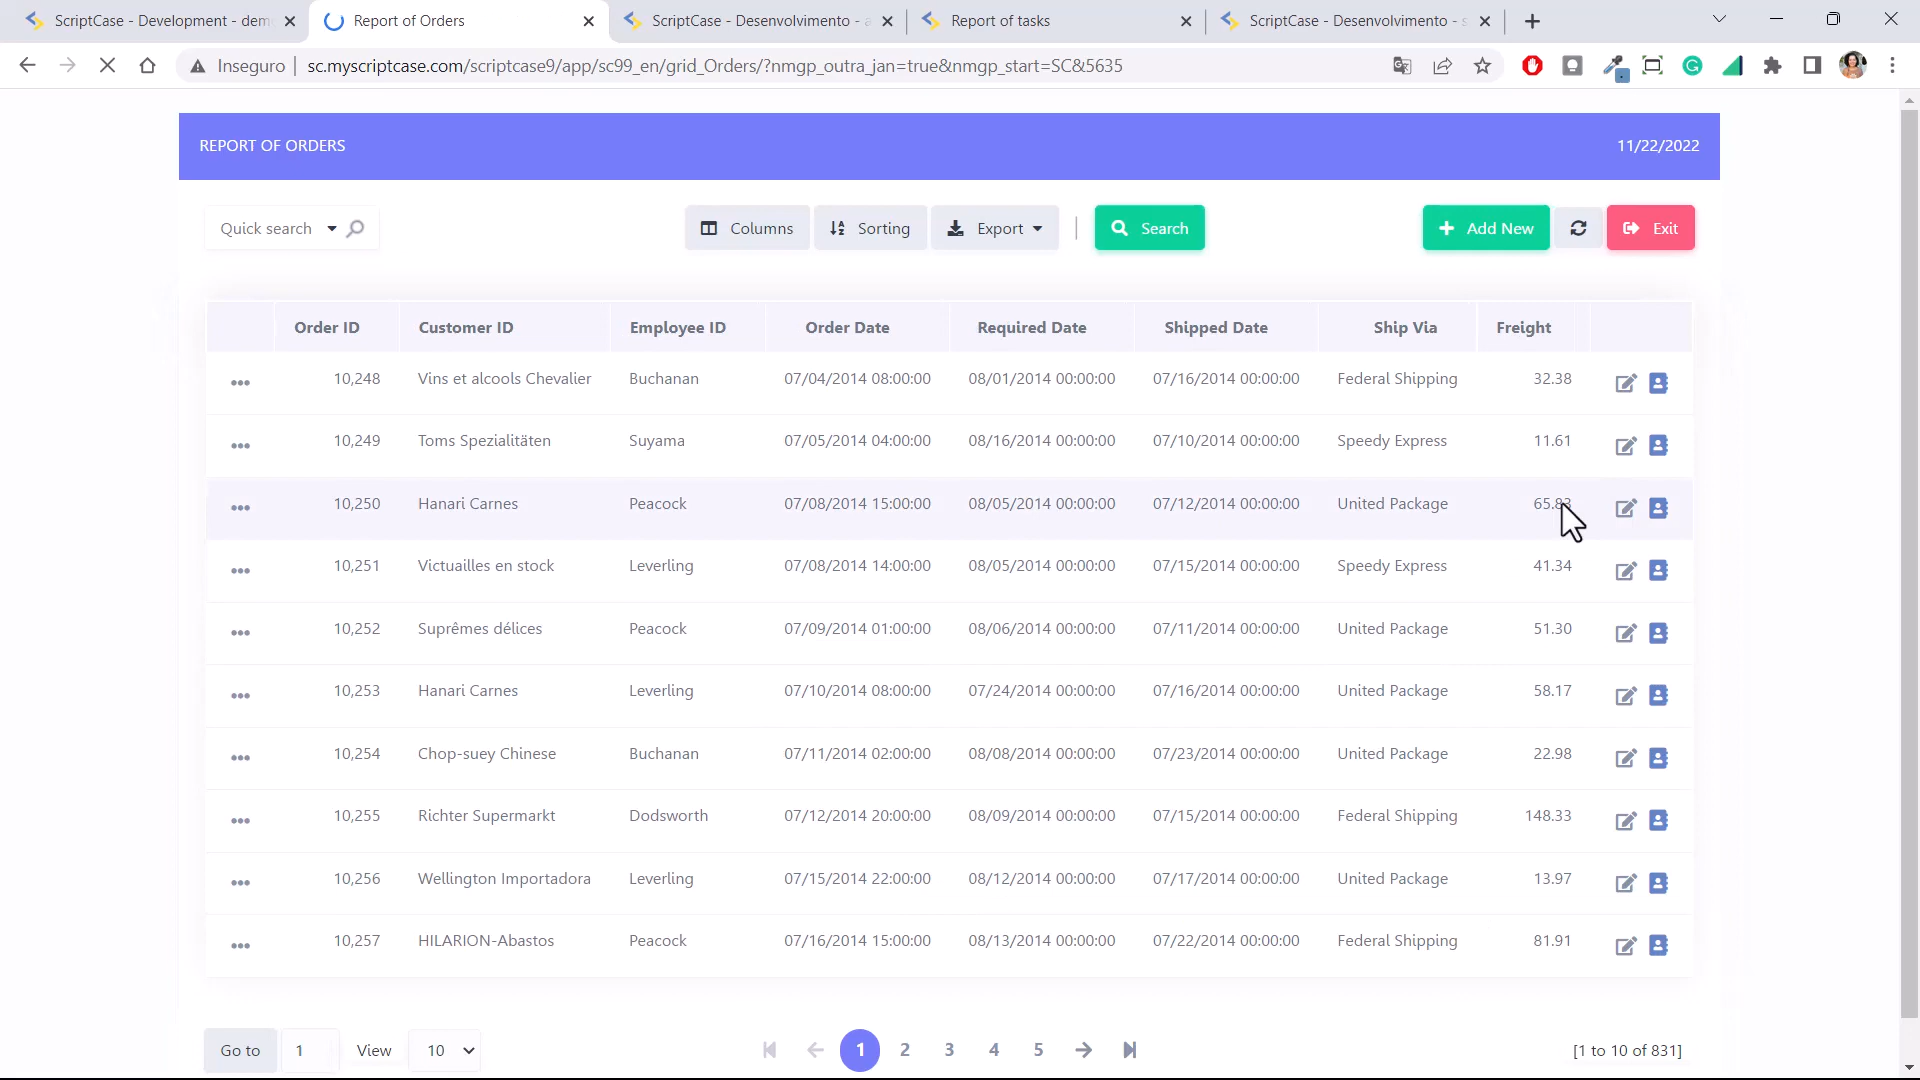 ScriptCase - Development - dem
Report of Orders
ScriptCase - Desenvolvimento - a
Report of tasks
ScriptCase - Desenvolvimento - s
Inseguro
sc.myscriptcase.com/scriptcase9/app/sc99_en/grid_Orders/?nmgp_outra_jan=true&nmgp_start=SC&5635
REPORT OF ORDERS 11/22/2022
Quick search Columns Sorting Export Search Add New Exit
Order ID Customer ID Employee ID Order Date Required Date Shipped Date Ship Via Freight
10,248 Vins et alcools Chevalier Buchanan 07/04/2014 08:00:00 08/01/2014 00:00:00 07/16/2014 00:00:00 Federal Shipping 32.38
10,249 Toms Spezialitäten Suyama 07/05/2014 04:00:00 08/16/2014 00:00:00 07/10/2014 00:00:00 Speedy Express 11.61
10,250 Hanari Carnes Peacock 07/08/2014 15:00:00 08/05/2014 00:00:00 07/12/2014 00:00:00 United Package 65.83
10,251 Victuailles en stock Leverling 07/08/2014 14:00:00 08/05/2014 00:00:00 07/15/2014 00:00:00 Speedy Express 41.34
10,252 Suprêmes délices Peacock 07/09/2014 01:00:00 08/06/2014 00:00:00 07/11/2014 00:00:00 United Package 51.30
10,253 Hanari Carnes Leverling 07/10/2014 08:00:00 07/24/2014 00:00:00 07/16/2014 00:00:00 United Package 58.17
10,254 Chop-suey Chinese Buchanan 07/11/2014 02:00:00 08/08/2014 00:00:00 07/23/2014 00:00:00 United Package 22.98
10,255 Richter Supermarkt Dodsworth 07/12/2014 20:00:00 08/09/2014 00:00:00 07/15/2014 00:00:00 Federal Shipping 148.33
10,256 Wellington Importadora Leverling 07/15/2014 22:00:00 08/12/2014 00:00:00 07/17/2014 00:00:00 United Package 13.97
10,257 HILARION-Abastos Peacock 07/16/2014 15:00:00 08/13/2014 00:00:00 07/22/2014 00:00:00 Federal Shipping 81.91
Go to 1 View 10 1 2 3 4 5 [1 to 10 of 831]